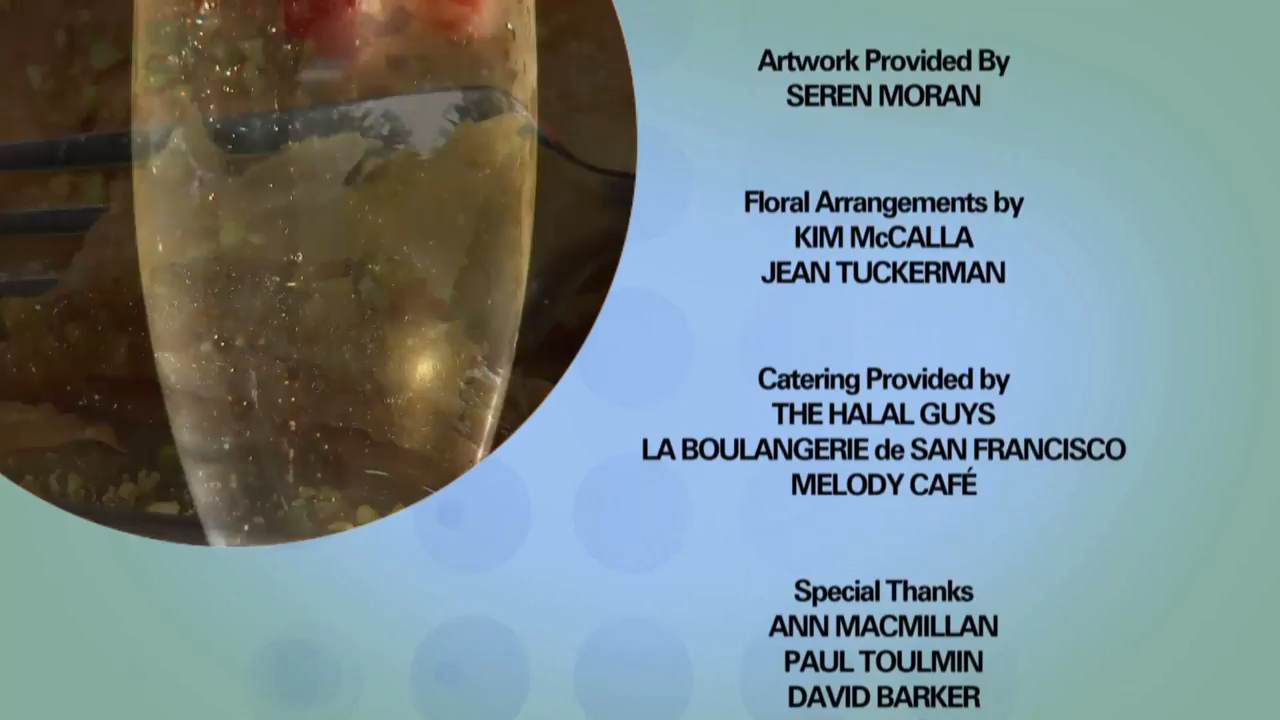 Artwork Provided By
SEREN MORAN
Floral Arrangements by
KIM McCALLA
JEAN TUCKERMAN
Catering Provided by
THE HALAL GUYS
LA BOULANGERIE de SAN FRANCISCO
MELODY CAFÉ
Special Thanks
ANN MACMILLAN
PAUL TOULMIN
DAVID BARKER